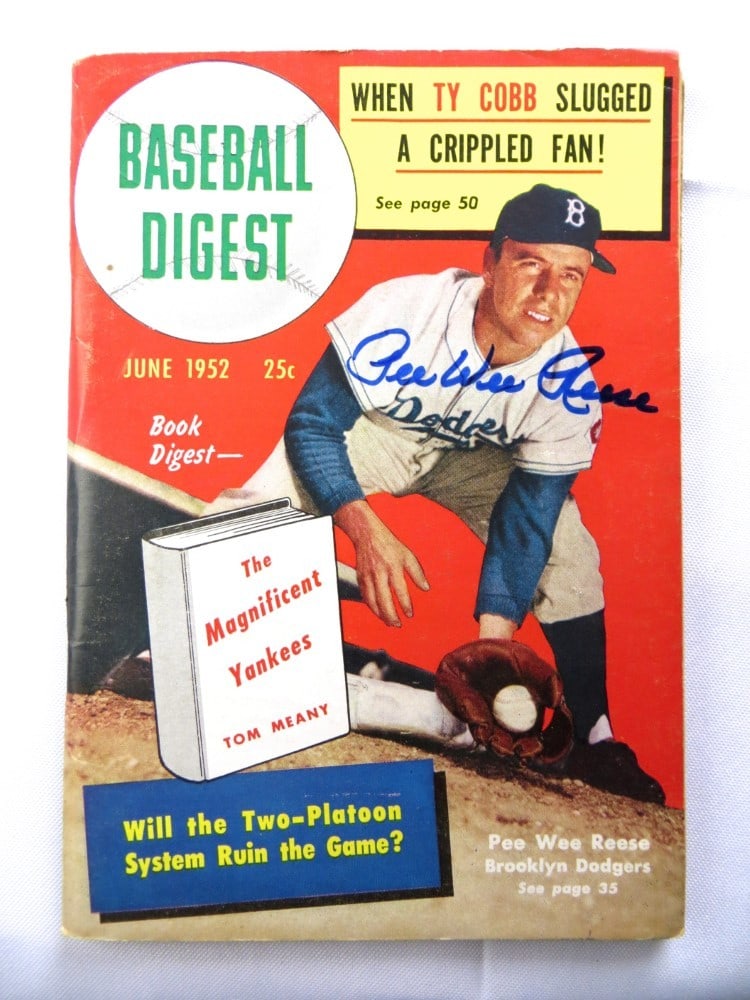 BASEBALL
DIGEST
WHEN TY COBB SLUGGED
A CRIPPLED FAN!
See page 50
B
JUNE 1952 25c
Pee Wee Reese
Dodgers
Book
Digest—
The
Magnificent
Yankees
TOM MEANY
Will the Two-Platoon
System Ruin the Game?
Pee Wee Reese
Brooklyn Dodgers
See page 35